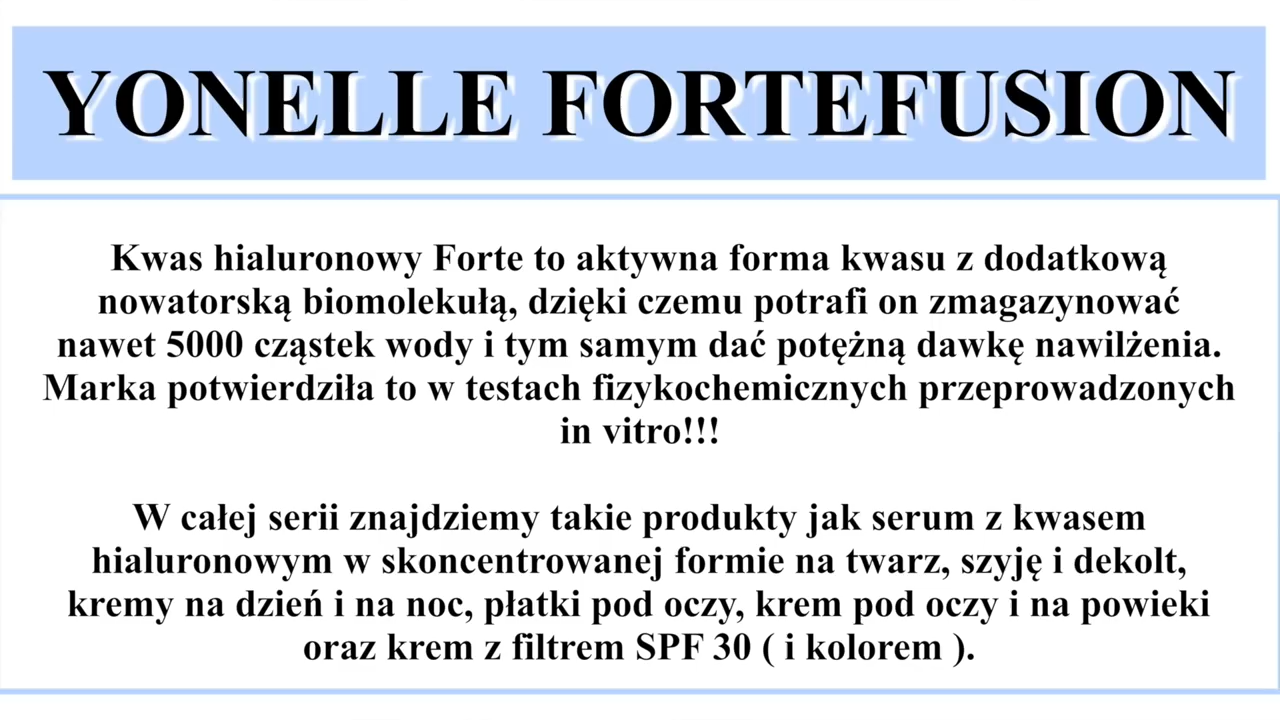 YONELLE FORTEFUSION
Kwas hialuronowy Forte to aktywna forma kwasu z dodatkową
nowatorską biomolekułą, dzięki czemu potrafi on zmagazynować
nawet 5000 cząstek wody i tym samym dać potężną dawkę nawilżenia.
Marka potwierdziła to w testach fizykochemicznych przeprowadzonych
in vitro!!!
W całej serii znajdziemy takie produkty jak serum z kwasem
hialuronowym w skoncentrowanej formie na twarz, szyję i dekolt,
kremy na dzień i na noc, płatki pod oczy, krem pod oczy i na powieki
oraz krem z filtrem SPF 30 ( i kolorem ).